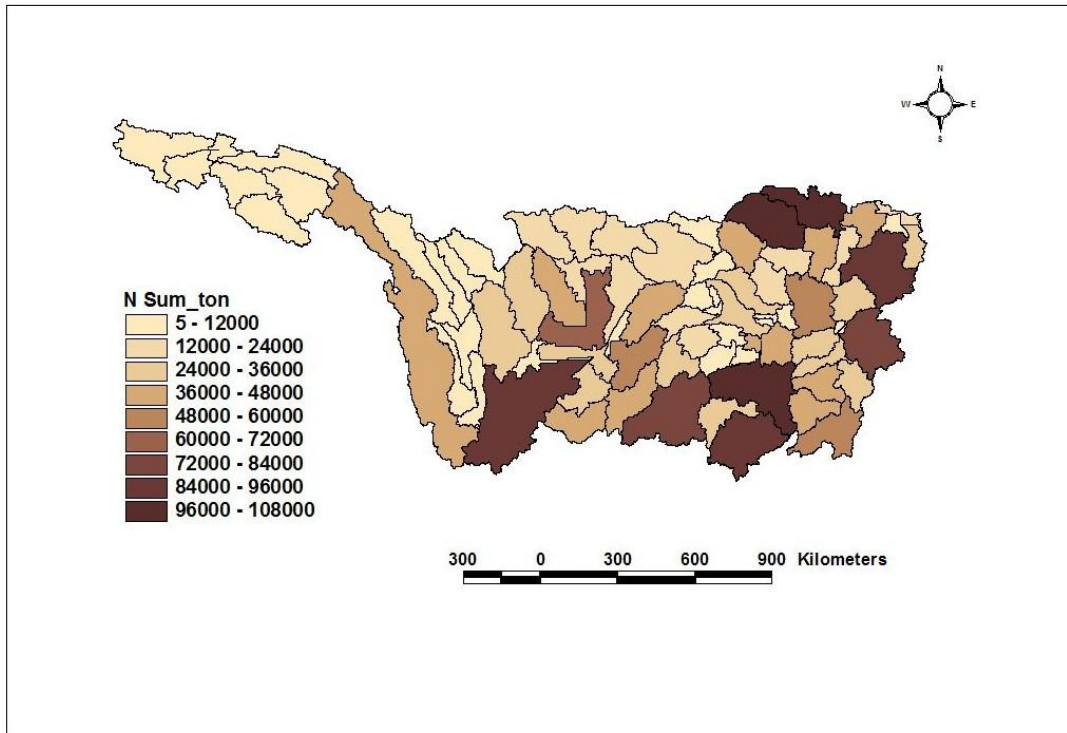 N
W E
S
N Sum_ton
5 - 12000
12000 - 24000
24000 - 36000
36000 - 48000
48000 - 60000
60000 - 72000
72000 - 84000
84000 - 96000
96000 - 108000
300 0 300 600 900 Kilometers